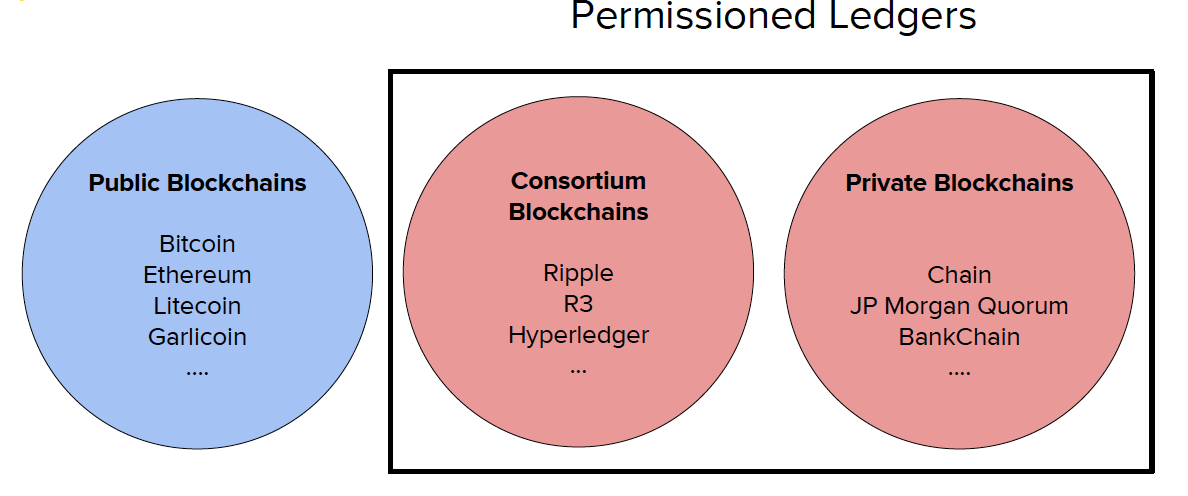 Permissioned Ledgers
Public Blockchains
Bitcoin
Ethereum
Litecoin
Garlicoin
....
Consortium
Blockchains
Ripple
R3
Hyperledger
...
Private Blockchains
Chain
JP Morgan Quorum
BankChain
....